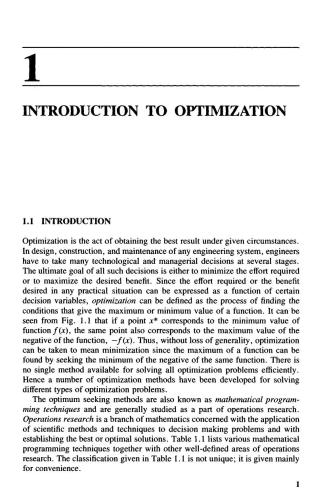 1
INTRODUCTION TO OPTIMIZATION
1.1 INTRODUCTION
Optimization is the act of obtaining the best result under given circumstances.
In design, construction, and maintenance of any engineering system, engineers
have to take many technological and managerial decisions at several stages.
The ultimate goal of all such decisions is either to minimize the effort required
or to maximize the desired benefit. Since the effort required or the benefit
desired in any practical situation can be expressed as a function of certain
decision variables, optimization can be defined as the process of finding the
conditions that give the maximum or minimum value of a function. It can be
seen from Fig. 1.1 that if a point x* corresponds to the minimum value of
function f(x), the same point also corresponds to the maximum value of the
negative of the function, −f(x). Thus, without loss of generality, optimization
can be taken to mean minimization since the maximum of a function can be
found by seeking the minimum of the negative of the same function. There is
no single method available for solving all optimization problems efficiently.
Hence a number of optimization methods have been developed for solving
different types of optimization problems.
The optimum seeking methods are also known as mathematical program-
ming techniques and are generally studied as a part of operations research.
Operations research is a branch of mathematics concerned with the application
of scientific methods and techniques to decision making problems and with
establishing the best or optimal solutions. Table 1.1 lists various mathematical
programming techniques together with other well-defined areas of operations
research. The classification given in Table 1.1 is not unique; it is given mainly
for convenience.
1